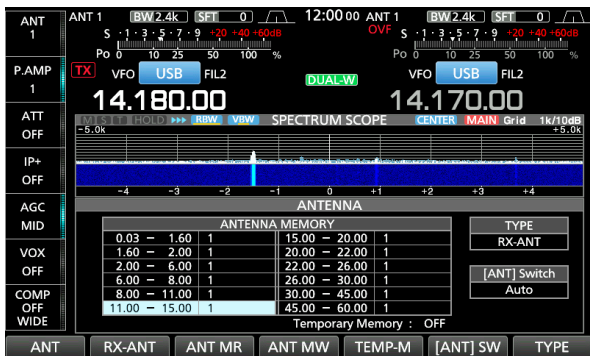 ANT
1
P.AMP
1
ATT
OFF
IP+
OFF
AGC
MID
VOX
OFF
COMP
OFF
WIDE
ANT 1 BW 2.4k SFT 0
12:00 00
ANT 1 BW 2.4k SFT 0
OVF
S ·1·3·5·7·9 +20 +40 +60dB
S ·1·3·5·7·9 +20 +40 +60dB
Po 0 10 25 50 100 %
Po 0 10 25 50 100 %
TX VFO USB FIL2
DUAL-W
VFO USB FIL2
14.180.00
14.170.00
M S T HOLD RBW VBW SPECTRUM SCOPE CENTER MAIN Grid 1k/10dB
-5.0k +5.0k
-4 -3 -2 -1 0 +1 +2 +3 +4
ANTENNA
ANTENNA MEMORY
0.03 – 1.60 1 15.00 – 20.00 1
1.60 – 2.00 1 20.00 – 22.00 1
2.00 – 6.00 1 22.00 – 26.00 1
6.00 – 8.00 1 26.00 – 30.00 1
8.00 – 11.00 1 30.00 – 45.00 1
11.00 – 15.00 1 45.00 – 60.00 1
Temporary Memory : OFF
TYPE
RX-ANT
[ANT] Switch
Auto
ANT RX-ANT ANT MR ANT MW TEMP-M [ANT] SW TYPE